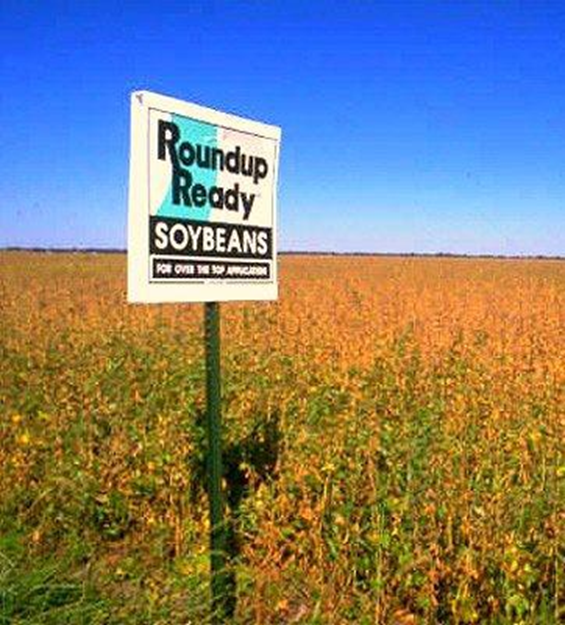 Roundup
Ready
SOYBEANS
FOR OVER THE TOP APPLICATION